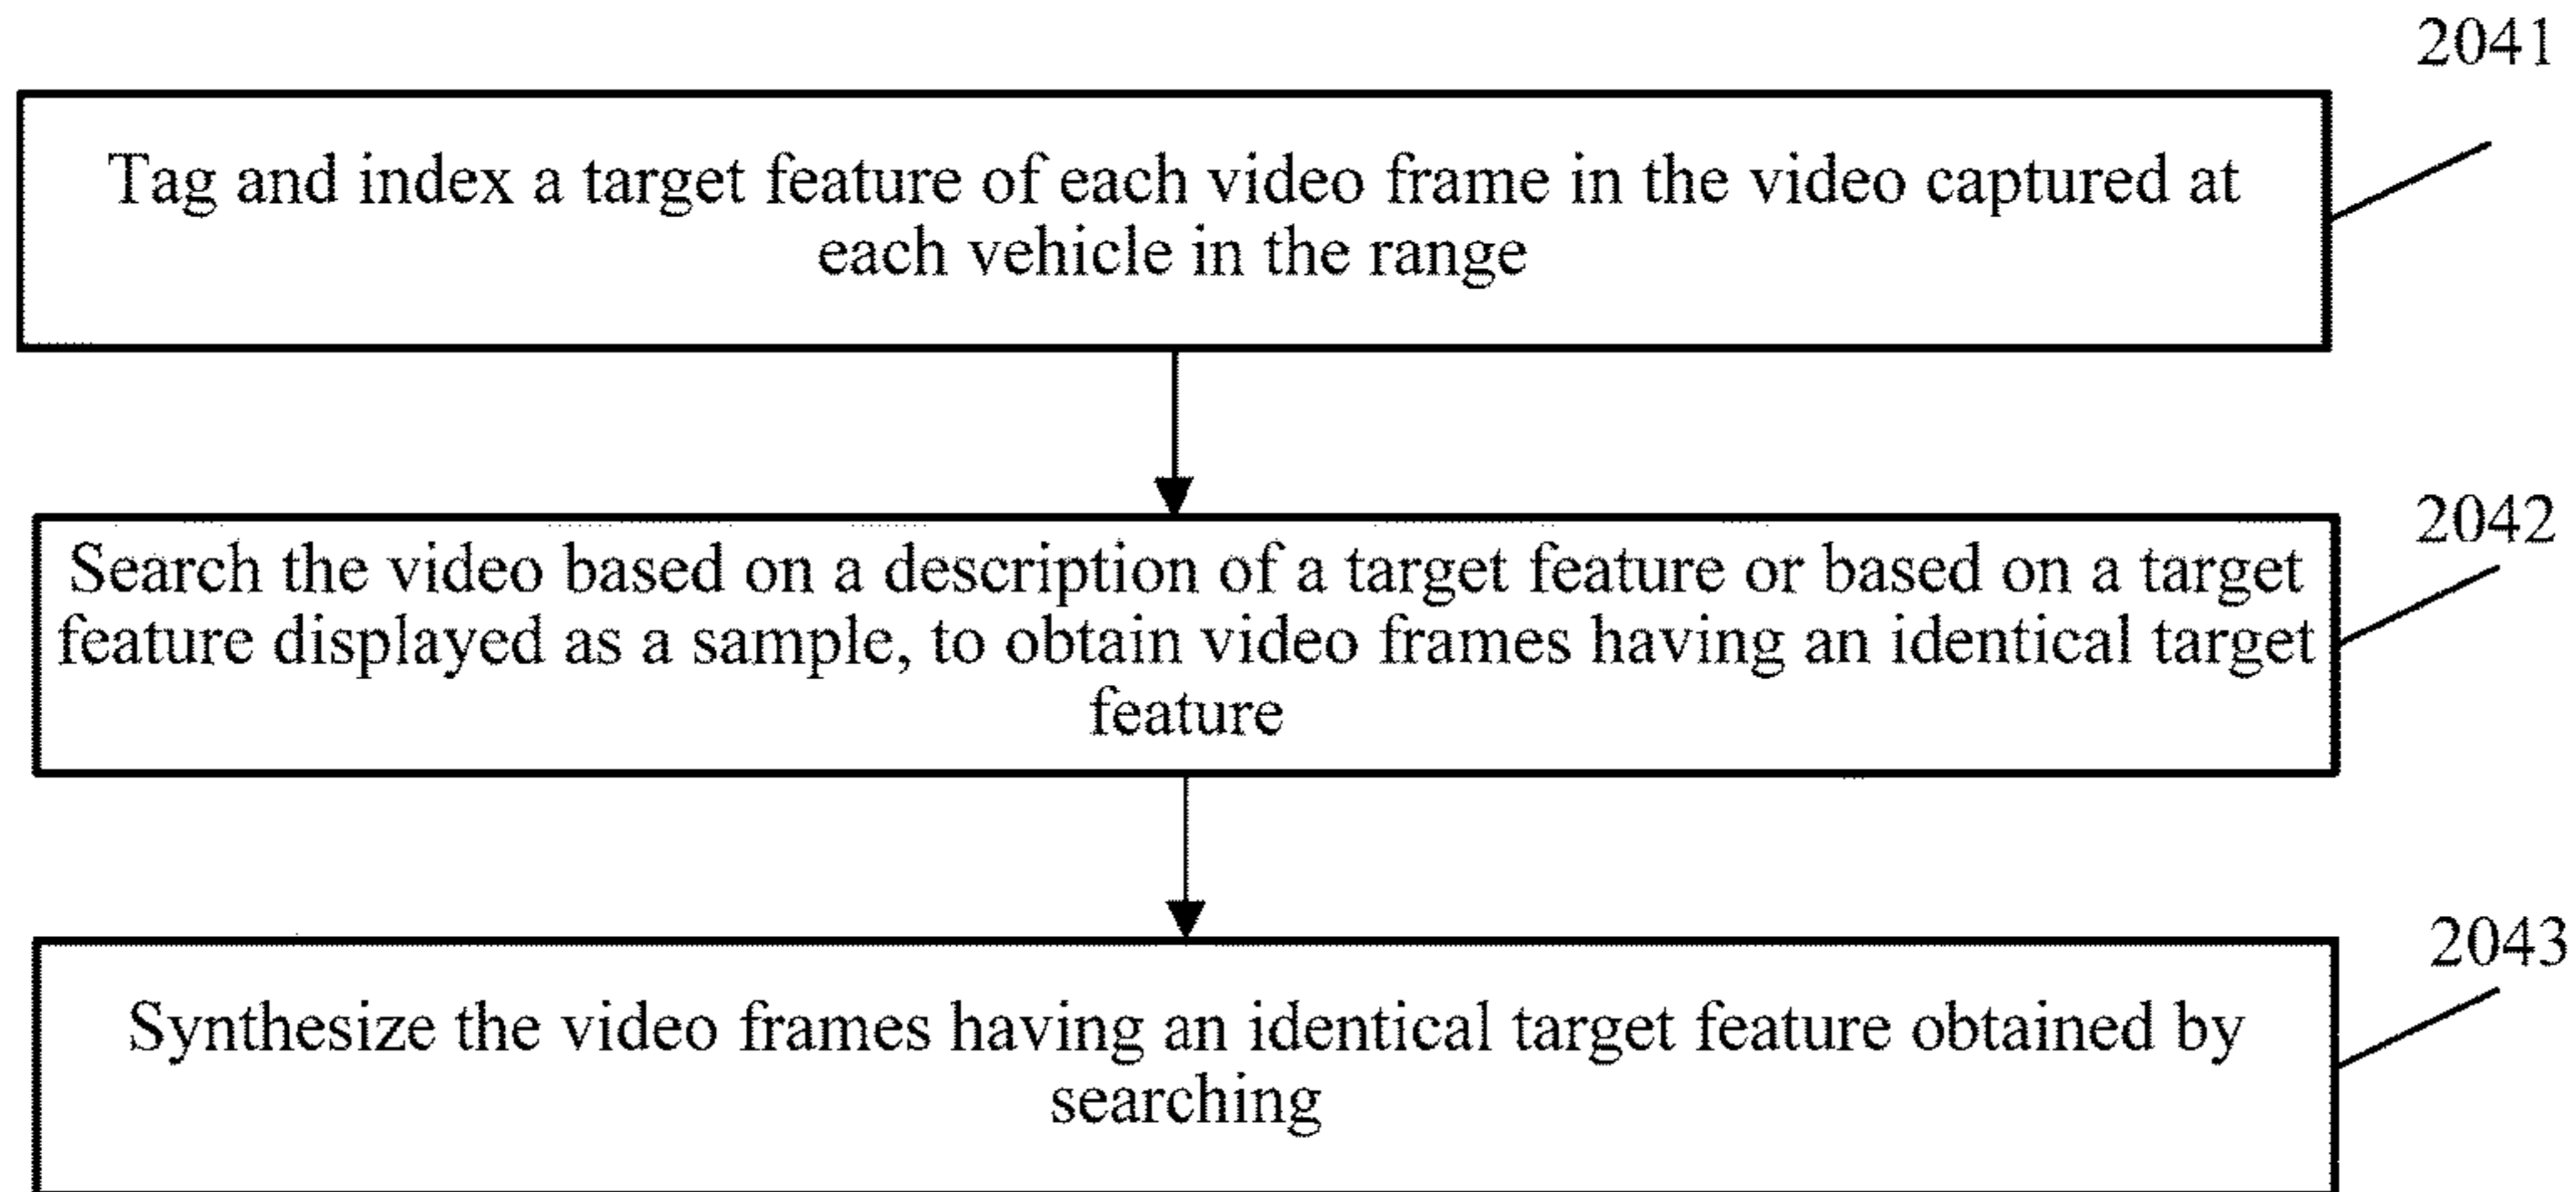 2041
Tag and index a target feature of each video frame in the video captured at
each vehicle in the range
2042
Search the video based on a description of a target feature or based on a target
feature displayed as a sample, to obtain video frames having an identical target
feature
2043
Synthesize the video frames having an identical target feature obtained by
searching